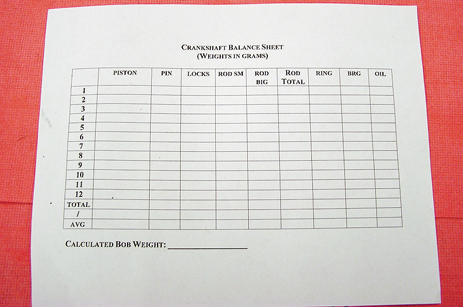 CRANKSHAFT BALANCE SHEET
(WEIGHTS IN GRAMS)
PISTON PIN LOCKS ROD SM ROD BIG ROD TOTAL RING BRG OIL
1
2
3
4
5
6
7
8
9
10
11
12
TOTAL
/
AVG
CALCULATED BOB WEIGHT: